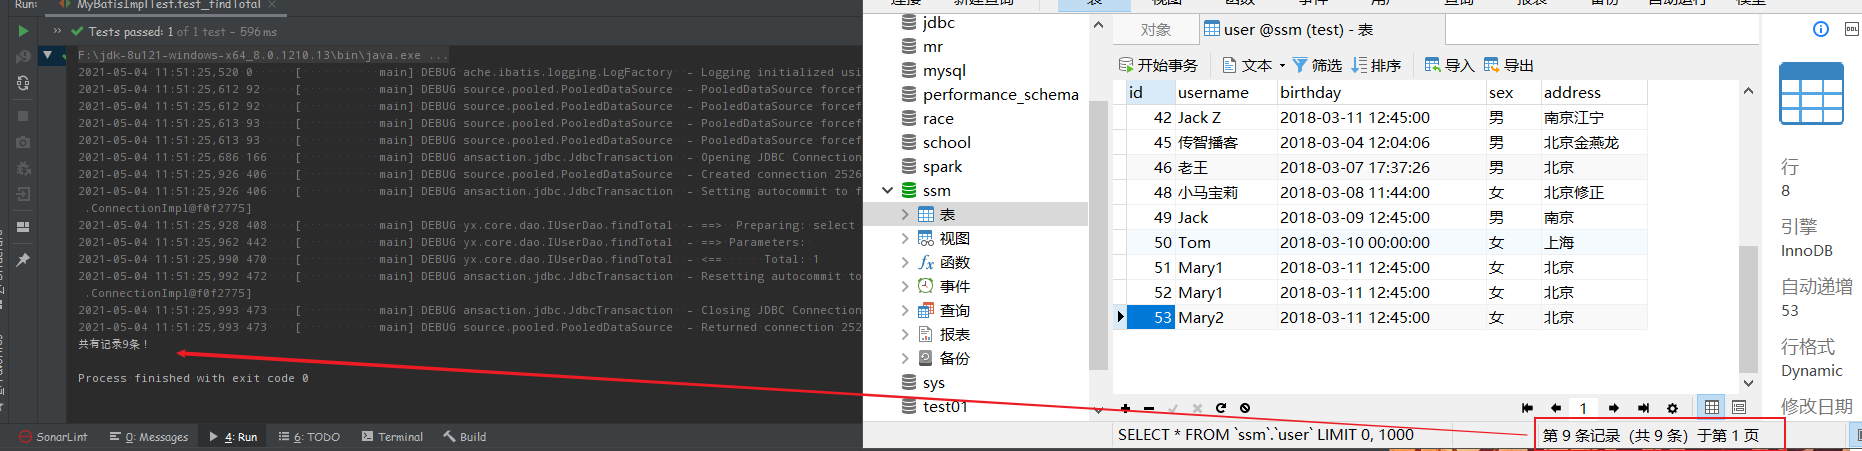 Run: MyBatisImplTest.test_findTotal ×
Tests passed: 1 of 1 test – 596 ms
F:\jdk-8u121-windows-x64_8.0.1210.13\bin\java.exe ...
2021-05-04 11:51:25,520 0 [ main] DEBUG ache.ibatis.logging.LogFactory - Logging initialized usi
2021-05-04 11:51:25,612 92 [ main] DEBUG source.pooled.PooledDataSource - PooledDataSource forcef
2021-05-04 11:51:25,612 92 [ main] DEBUG source.pooled.PooledDataSource - PooledDataSource forcef
2021-05-04 11:51:25,613 93 [ main] DEBUG source.pooled.PooledDataSource - PooledDataSource forcef
2021-05-04 11:51:25,613 93 [ main] DEBUG source.pooled.PooledDataSource - PooledDataSource forcef
2021-05-04 11:51:25,686 166 [ main] DEBUG ansaction.jdbc.JdbcTransaction - Opening JDBC Connection
2021-05-04 11:51:25,926 406 [ main] DEBUG source.pooled.PooledDataSource - Created connection 2526
2021-05-04 11:51:25,926 406 [ main] DEBUG ansaction.jdbc.JdbcTransaction - Setting autocommit to f
.ConnectionImpl@f0f2775]
2021-05-04 11:51:25,928 408 [ main] DEBUG yx.core.dao.IUserDao.findTotal - ==> Preparing: select
2021-05-04 11:51:25,962 442 [ main] DEBUG yx.core.dao.IUserDao.findTotal - ==> Parameters:
2021-05-04 11:51:25,990 470 [ main] DEBUG yx.core.dao.IUserDao.findTotal - <== Total: 1
2021-05-04 11:51:25,992 472 [ main] DEBUG ansaction.jdbc.JdbcTransaction - Resetting autocommit to
.ConnectionImpl@f0f2775]
2021-05-04 11:51:25,993 473 [ main] DEBUG ansaction.jdbc.JdbcTransaction - Closing JDBC Connection
2021-05-04 11:51:25,993 473 [ main] DEBUG source.pooled.PooledDataSource - Returned connection 252
共有记录9条！
Process finished with exit code 0
SonarLint 0: Messages 4: Run 6: TODO Terminal Build
jdbc
mr
mysql
performance_schema
race
school
spark
ssm
表
视图
函数
事件
查询
报表
备份
sys
test01
对象 user @ssm (test) - 表
开始事务 文本 筛选 排序 导入 导出
id username birthday sex address
42 Jack Z 2018-03-11 12:45:00 男 南京江宁
45 传智播客 2018-03-04 12:04:06 男 北京金燕龙
46 老王 2018-03-07 17:37:26 男 北京
48 小马宝莉 2018-03-08 11:44:00 女 北京修正
49 Jack 2018-03-09 12:45:00 男 南京
50 Tom 2018-03-10 00:00:00 女 上海
51 Mary1 2018-03-11 12:45:00 女 北京
52 Mary1 2018-03-11 12:45:00 女 北京
53 Mary2 2018-03-11 12:45:00 女 北京
1
SELECT * FROM `ssm`.`user` LIMIT 0, 1000
第 9 条记录 (共 9 条) 于第 1 页
DDL
行
8
引擎
InnoDB
自动递增
53
行格式
Dynamic
修改日期